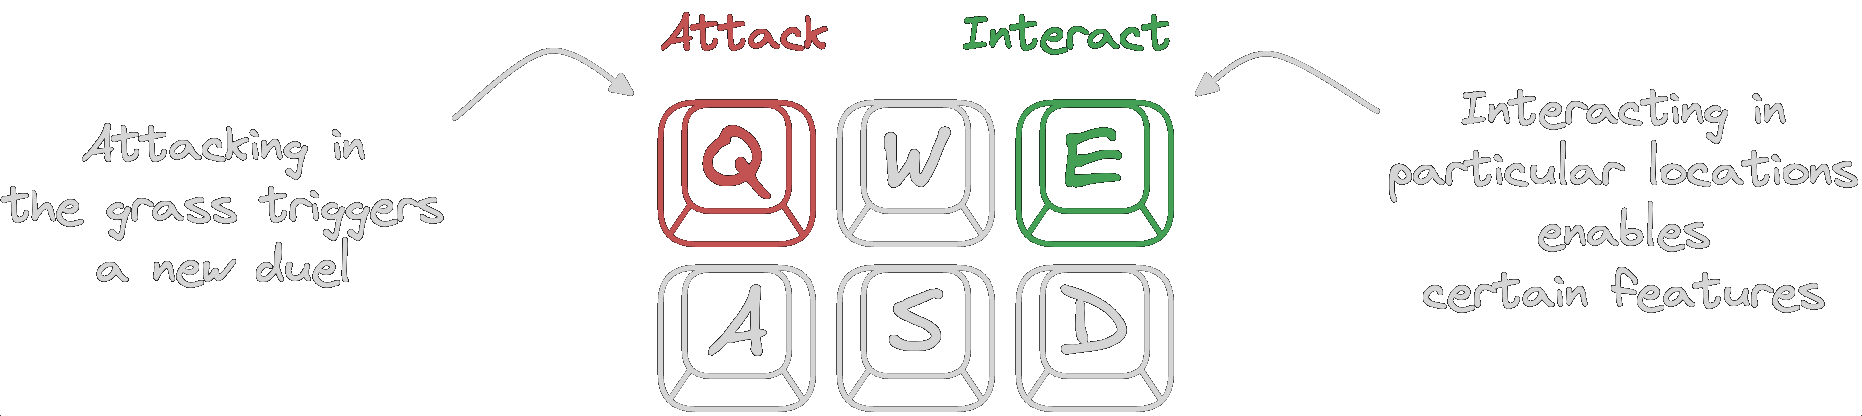 Attack
Interact
Attacking in
the grass triggers
a new duel
Q
W
E
A
S
D
Interacting in
particular locations
enables
certain features